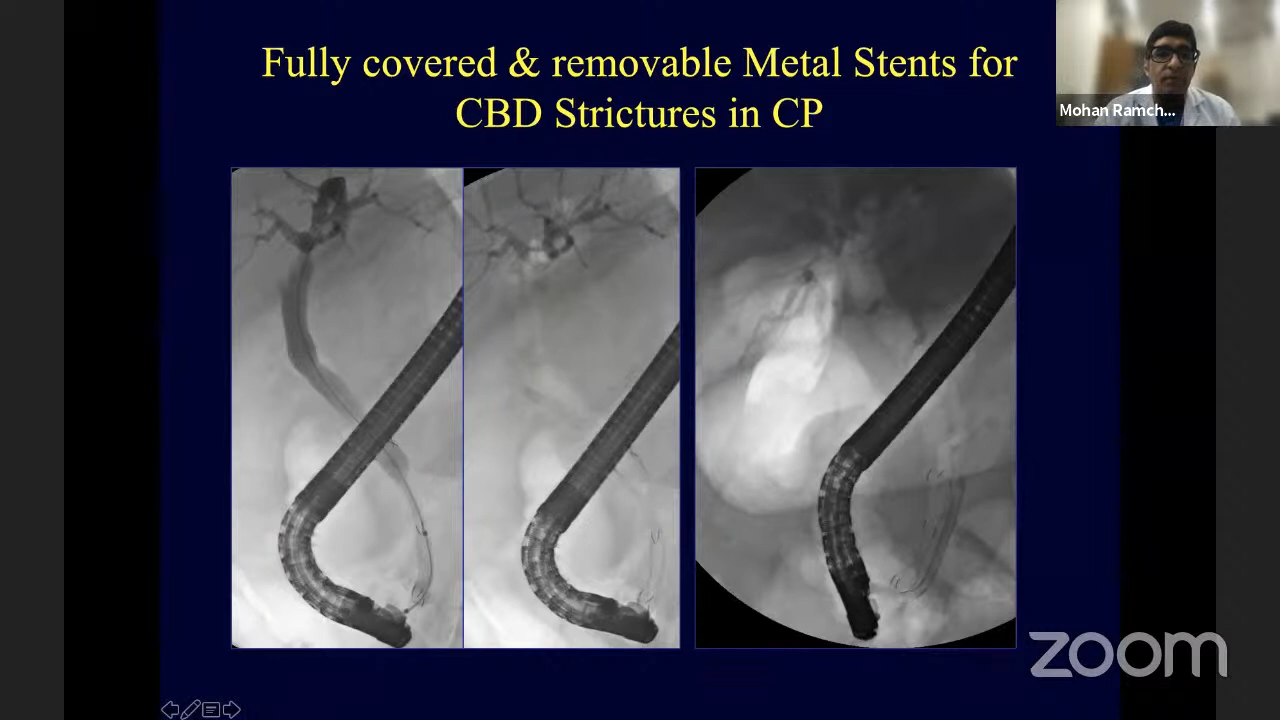 Fully covered & removable Metal Stents for
CBD Strictures in CP
Mohan Ramch...
zoom